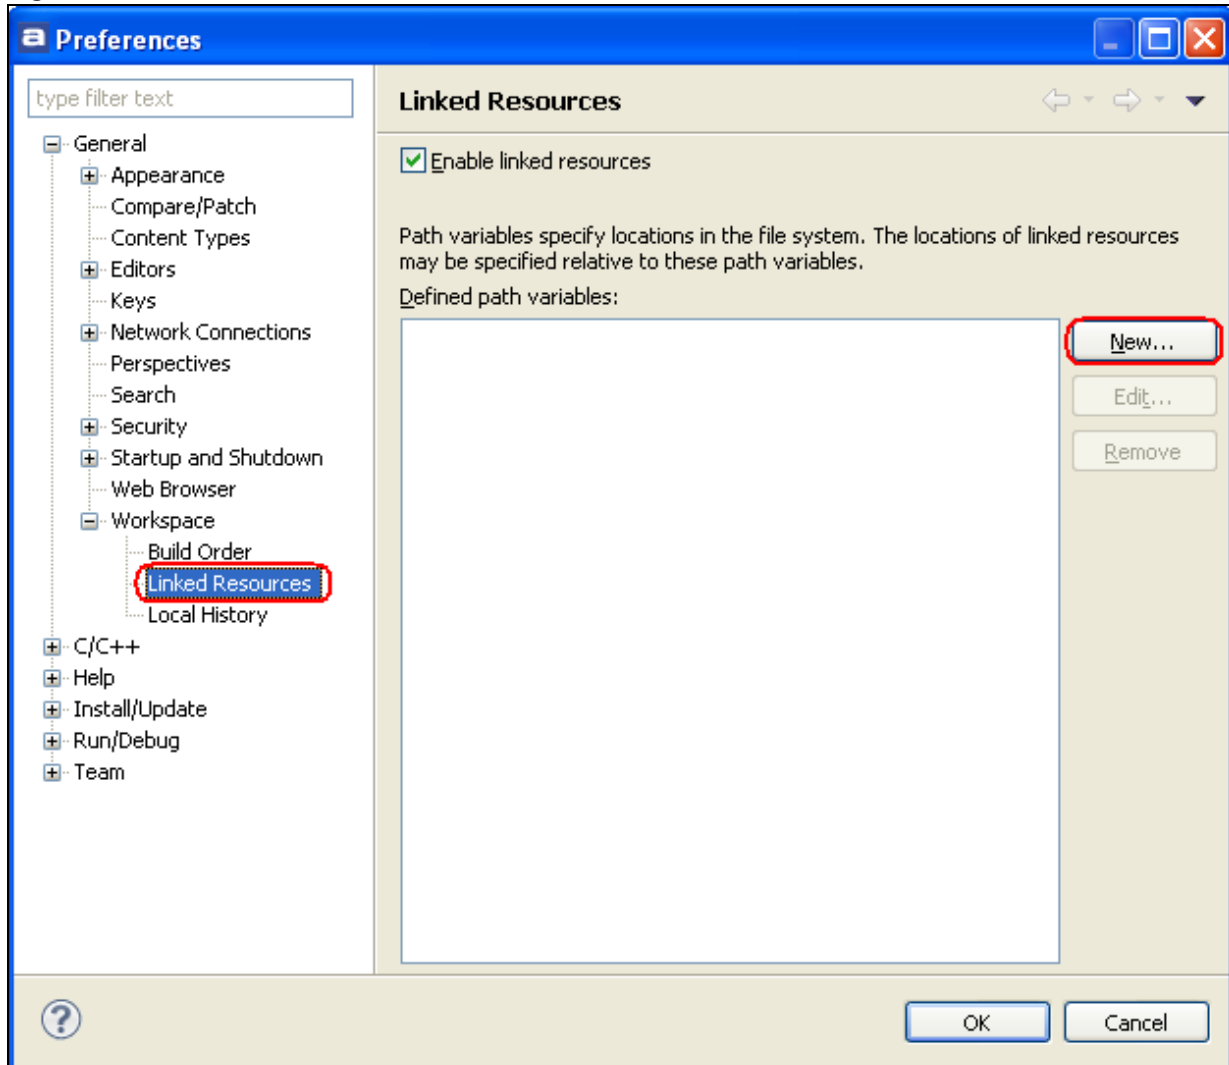 a Preferences
type filter text
Linked Resources
General
Appearance
Compare/Patch
Content Types
Editors
Keys
Network Connections
Perspectives
Search
Security
Startup and Shutdown
Web Browser
Workspace
Build Order
Linked Resources
Local History
C/C++
Help
Install/Update
Run/Debug
Team
Enable linked resources
Path variables specify locations in the file system. The locations of linked resources
may be specified relative to these path variables.
Defined path variables:
New...
Edit...
Remove
?
OK
Cancel